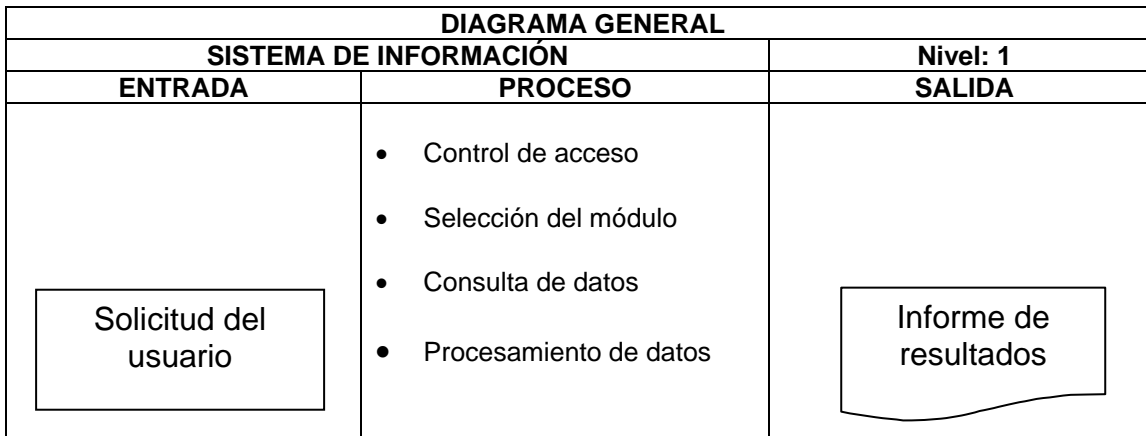 DIAGRAMA GENERAL
SISTEMA DE INFORMACIÓN
Nivel: 1
ENTRADA
PROCESO
SALIDA
Solicitud del
usuario
• Control de acceso
• Selección del módulo
• Consulta de datos
• Procesamiento de datos
Informe de
resultados